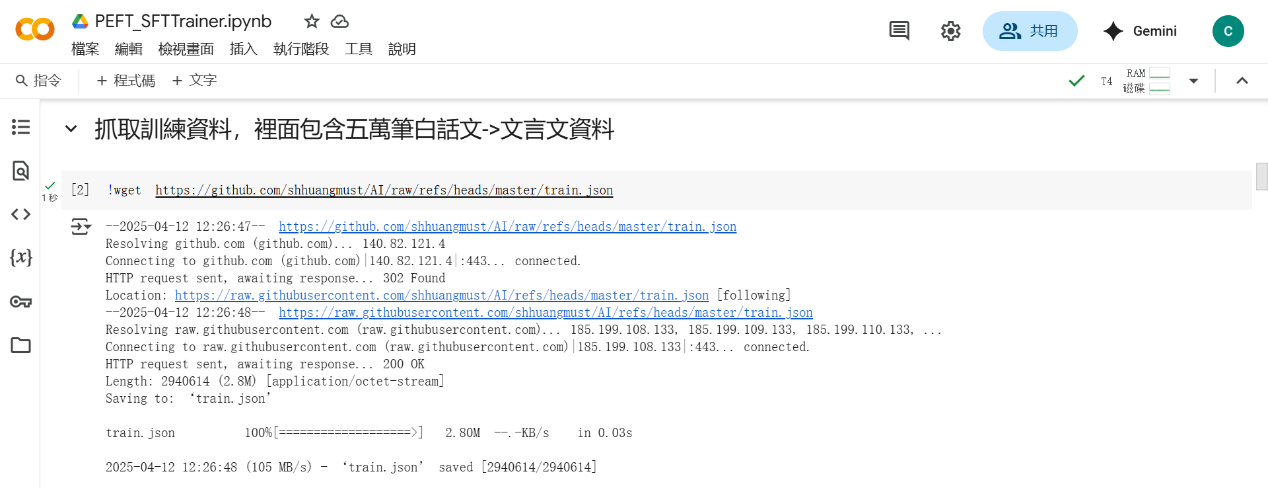 PEFT_SFTTrainer.ipynb
檔案 編輯 檢視畫面 插入 執行階段 工具 說明
共用
Gemini
C
指令 + 程式碼 + 文字
T4
RAM
磁碟
抓取訓練資料，裡面包含五萬筆白話文->文言文資料
1 秒
[2] !wget https://github.com/shhuangmust/AI/raw/refs/heads/master/train.json
--2025-04-12 12:26:47-- https://github.com/shhuangmust/AI/raw/refs/heads/master/train.json
Resolving github.com (github.com)... 140.82.121.4
Connecting to github.com (github.com)|140.82.121.4|:443... connected.
HTTP request sent, awaiting response... 302 Found
Location: https://raw.githubusercontent.com/shhuangmust/AI/refs/heads/master/train.json [following]
--2025-04-12 12:26:48-- https://raw.githubusercontent.com/shhuangmust/AI/refs/heads/master/train.json
Resolving raw.githubusercontent.com (raw.githubusercontent.com)... 185.199.108.133, 185.199.109.133, 185.199.110.133, ...
Connecting to raw.githubusercontent.com (raw.githubusercontent.com)|185.199.108.133|:443... connected.
HTTP request sent, awaiting response... 200 OK
Length: 2940614 (2.8M) [application/octet-stream]
Saving to: ‘train.json’
train.json 100%[===================>] 2.80M --.-KB/s in 0.03s
2025-04-12 12:26:48 (105 MB/s) - ‘train.json’ saved [2940614/2940614]